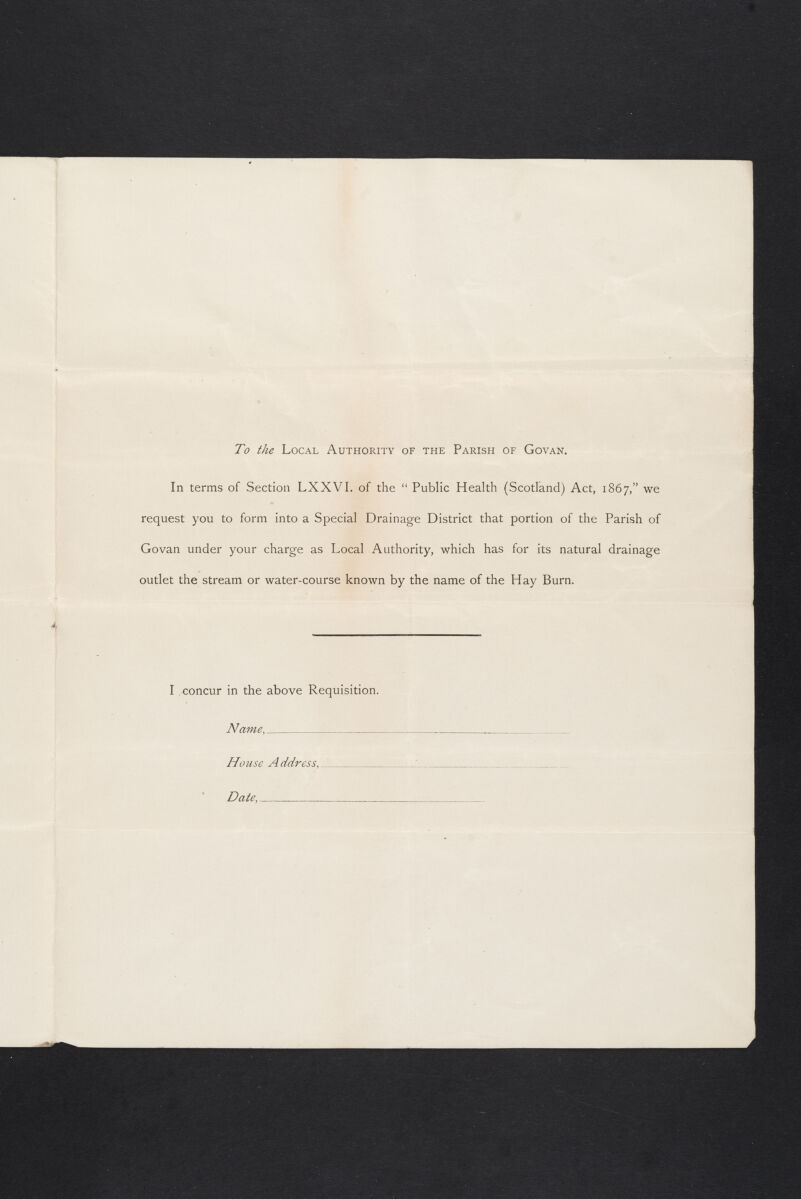 To the LOCAL AUTHORITY OF THE PARISH OF GOVAN.
In terms of Section LXXVI. of the “ Public Health (Scotland) Act, 1867,” we
request you to form into a Special Drainage District that portion of the Parish of
Govan under your charge as Local Authority, which has for its natural drainage
outlet the stream or water-course known by the name of the Hay Burn.
I concur in the above Requisition.
Name,
House Address,
Date,